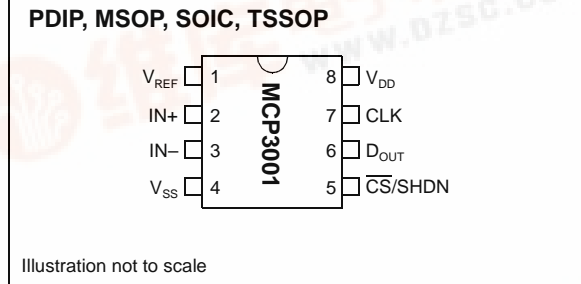 PDIP, MSOP, SOIC, TSSOP
VREF 1 8 VDD
IN+ 2 7 CLK
IN– 3 6 DOUT
VSS 4 5 CS/SHDN
MCP3001
Illustration not to scale